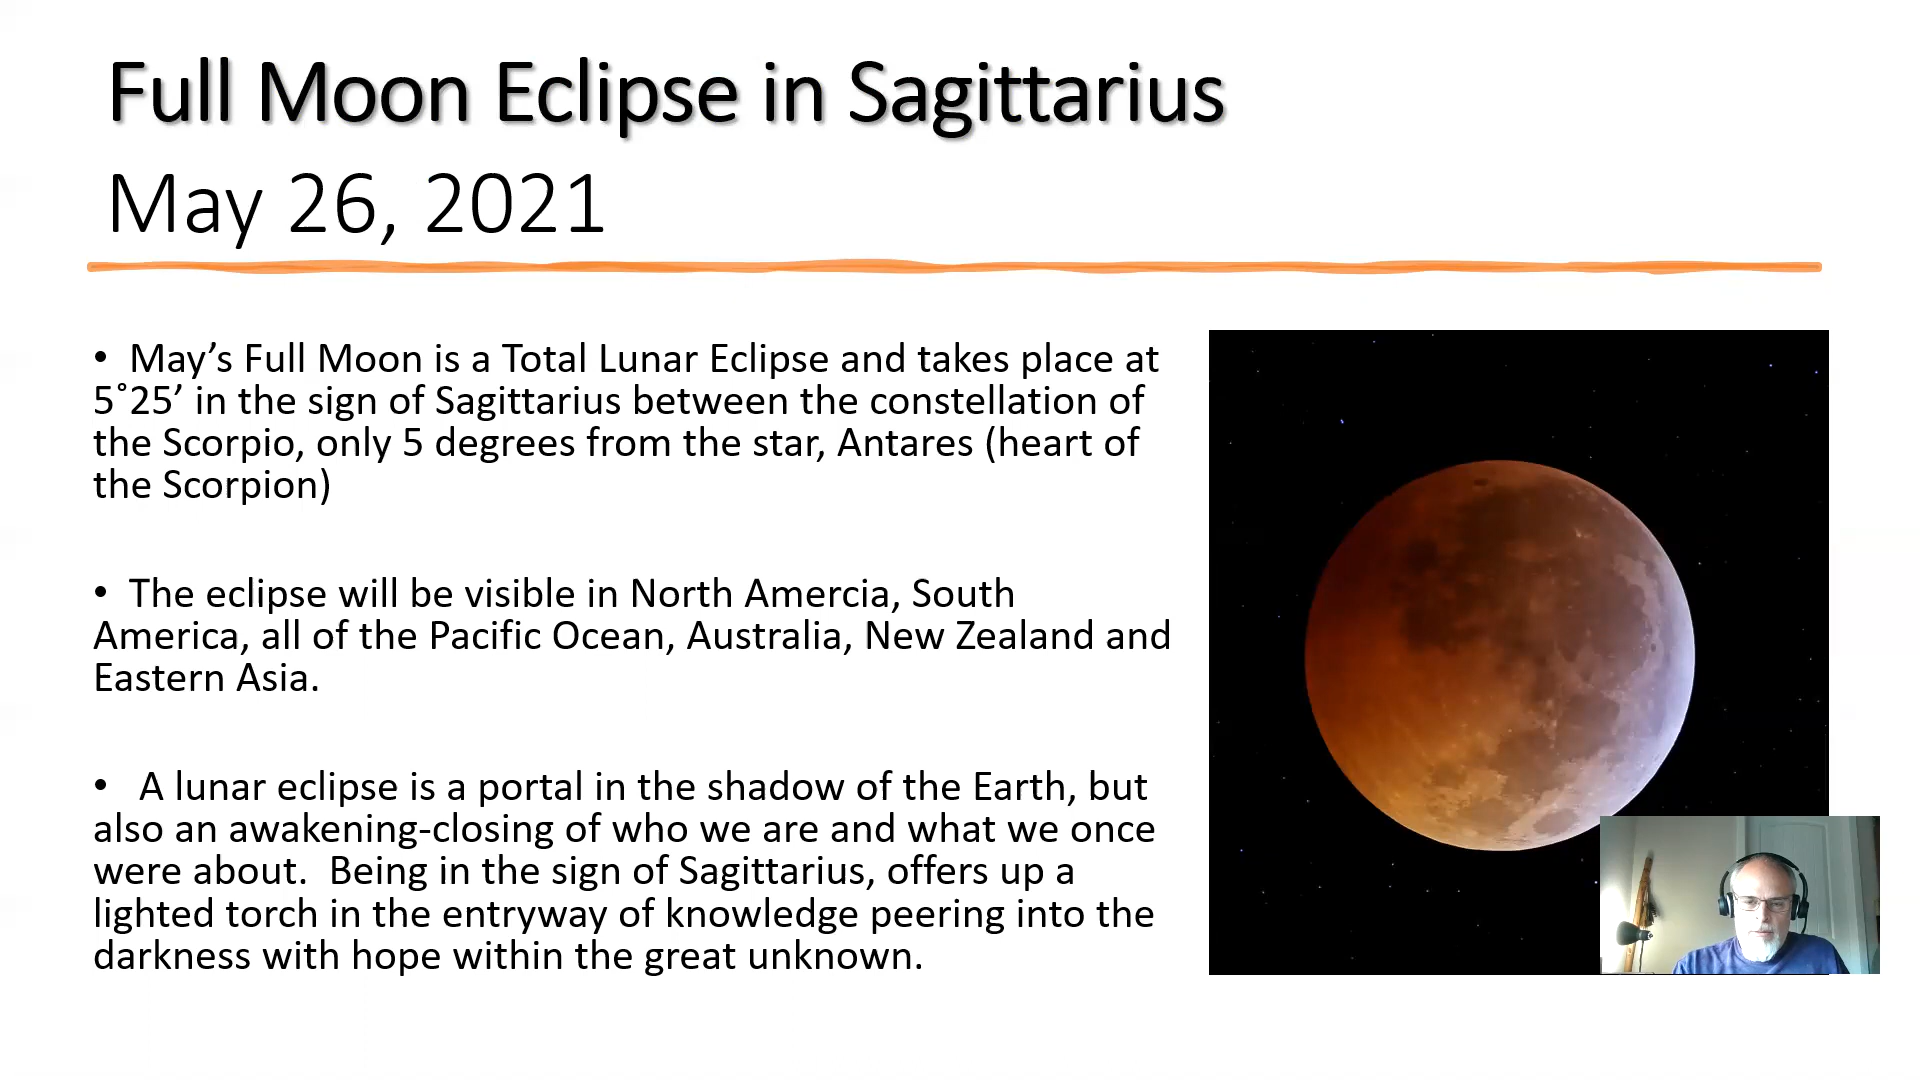 Full Moon Eclipse in Sagittarius
May 26, 2021
• May’s Full Moon is a Total Lunar Eclipse and takes place at
5˚25’ in the sign of Sagittarius between the constellation of
the Scorpio, only 5 degrees from the star, Antares (heart of
the Scorpion)
• The eclipse will be visible in North Amercia, South
America, all of the Pacific Ocean, Australia, New Zealand and
Eastern Asia.
• A lunar eclipse is a portal in the shadow of the Earth, but
also an awakening-closing of who we are and what we once
were about. Being in the sign of Sagittarius, offers up a
lighted torch in the entryway of knowledge peering into the
darkness with hope within the great unknown.